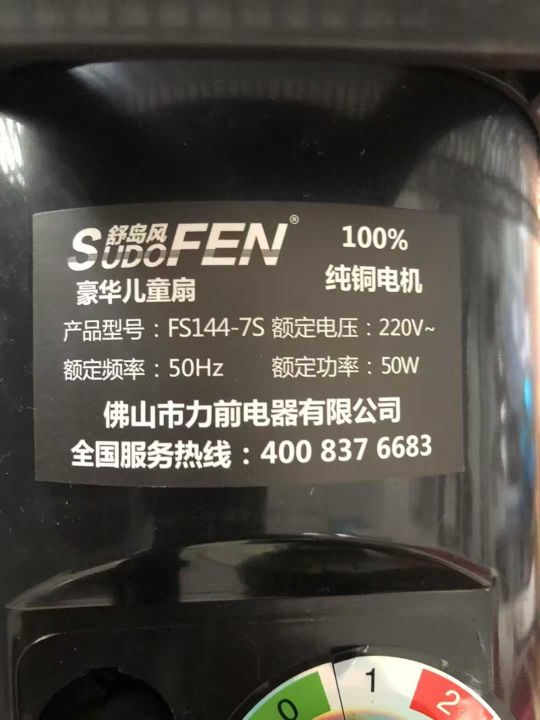 舒岛风
SUDOFEN®
100%
豪华儿童扇
纯铜电机
产品型号：FS144-7S 额定电压：220V~
额定频率：50Hz 额定功率：50W
佛山市力前电器有限公司
全国服务热线：400 837 6683
0 1 2